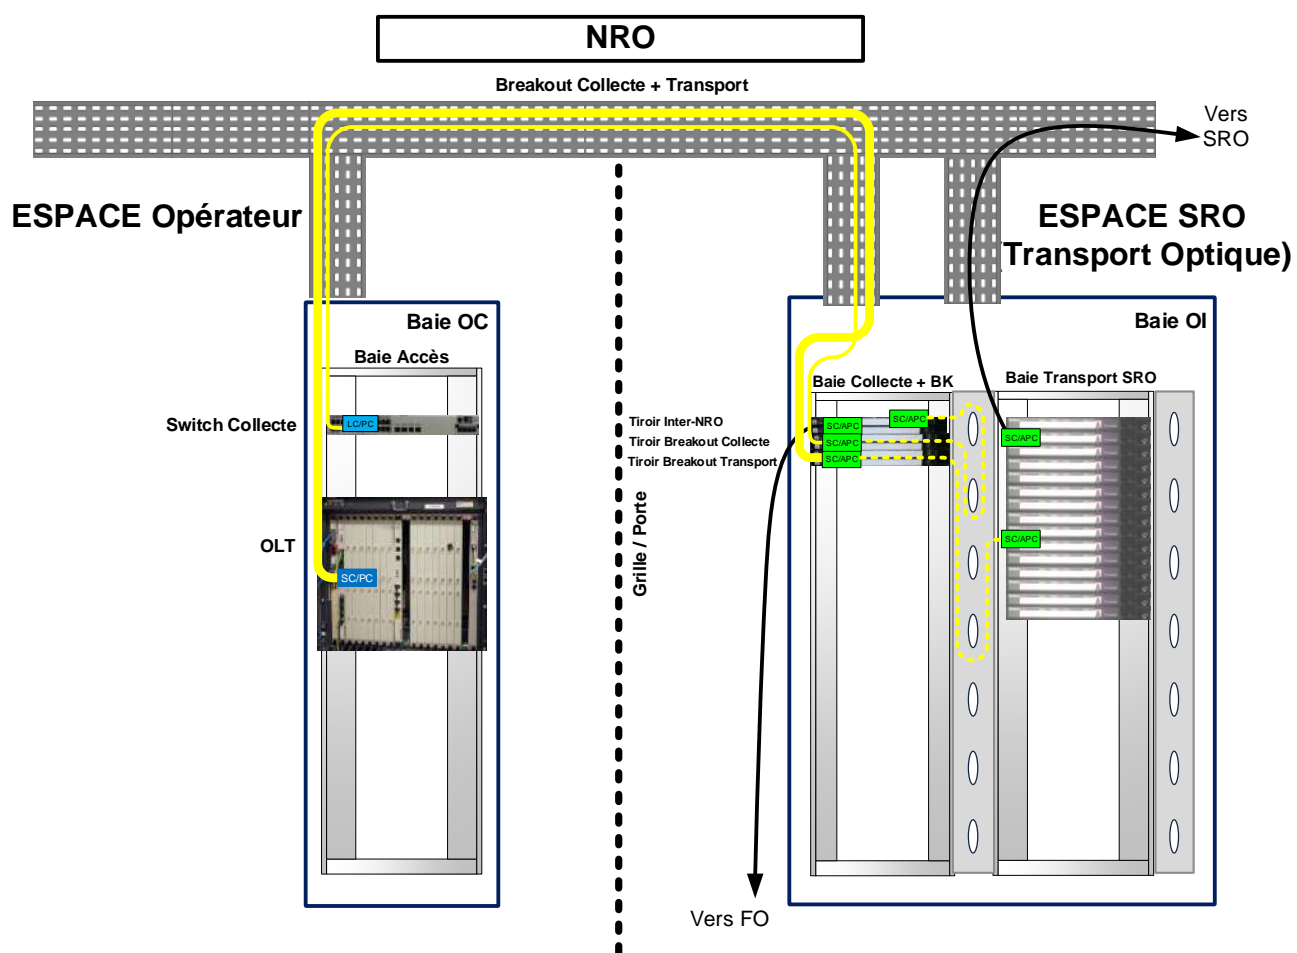 NRO
Breakout Collecte + Transport
Vers
SRO
ESPACE Opérateur
ESPACE SRO
(Transport Optique)
Baie OC
Baie OI
Baie Accès
Baie Collecte + BK
Baie Transport SRO
Switch Collecte
LC/PC
Tiroir Inter-NRO
SC/APC
SC/APC
Tiroir Breakout Collecte
SC/APC
SC/APC
Tiroir Breakout Transport
SC/APC
OLT
SC/PC
SC/APC
Grille / Porte
Vers FO